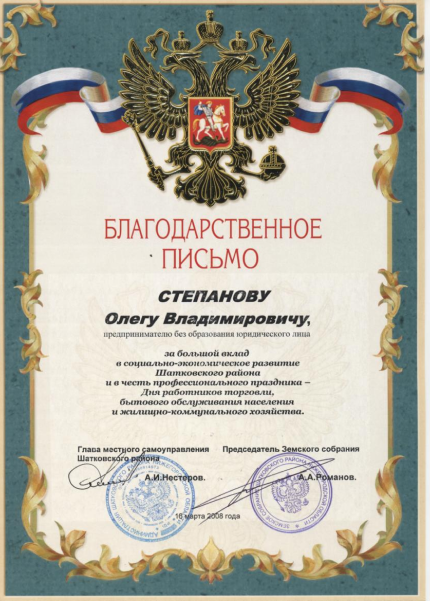 БЛАГОДАРСТВЕННОЕ
ПИСЬМО
СТЕПАНОВУ
Олегу Владимировичу,
предпринимателю без образования юридического лица
за большой вклад
в социально-экономическое развитие
Шатковского района
и в честь профессионального праздника –
Дня работников торговли,
бытового обслуживания населения
и жилищно-коммунального хозяйства.
Глава местного самоуправления
Шатковского района
А.И.Нестеров.
Председатель Земского собрания
А.А.Романов.
16 марта 2008 года